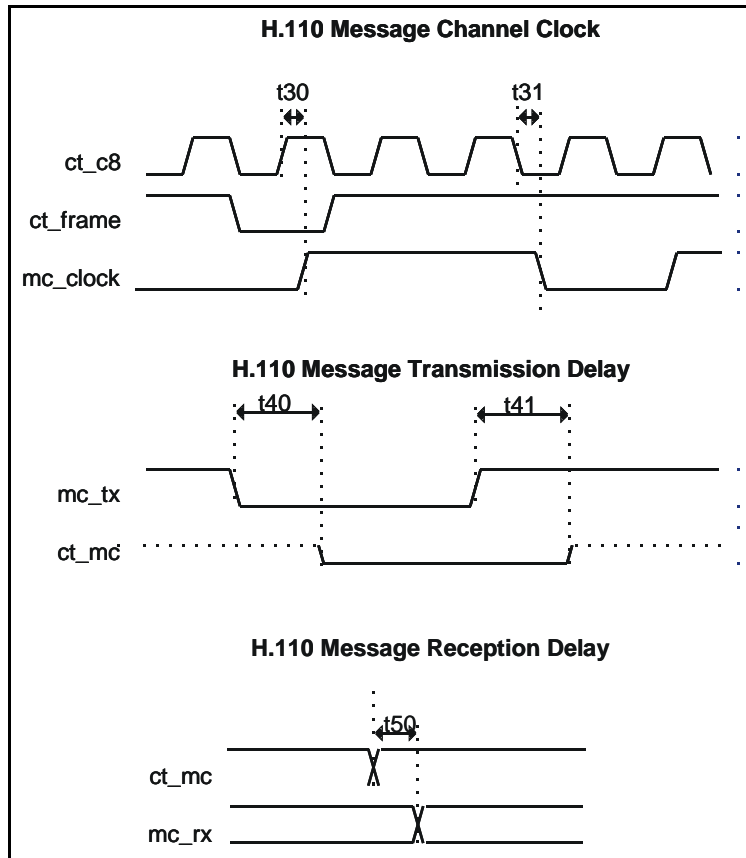 H.110 Message Channel Clock
t30
t31
ct_c8
ct_frame
mc_clock
H.110 Message Transmission Delay
t40
t41
mc_tx
ct_mc
H.110 Message Reception Delay
t50
ct_mc
mc_rx